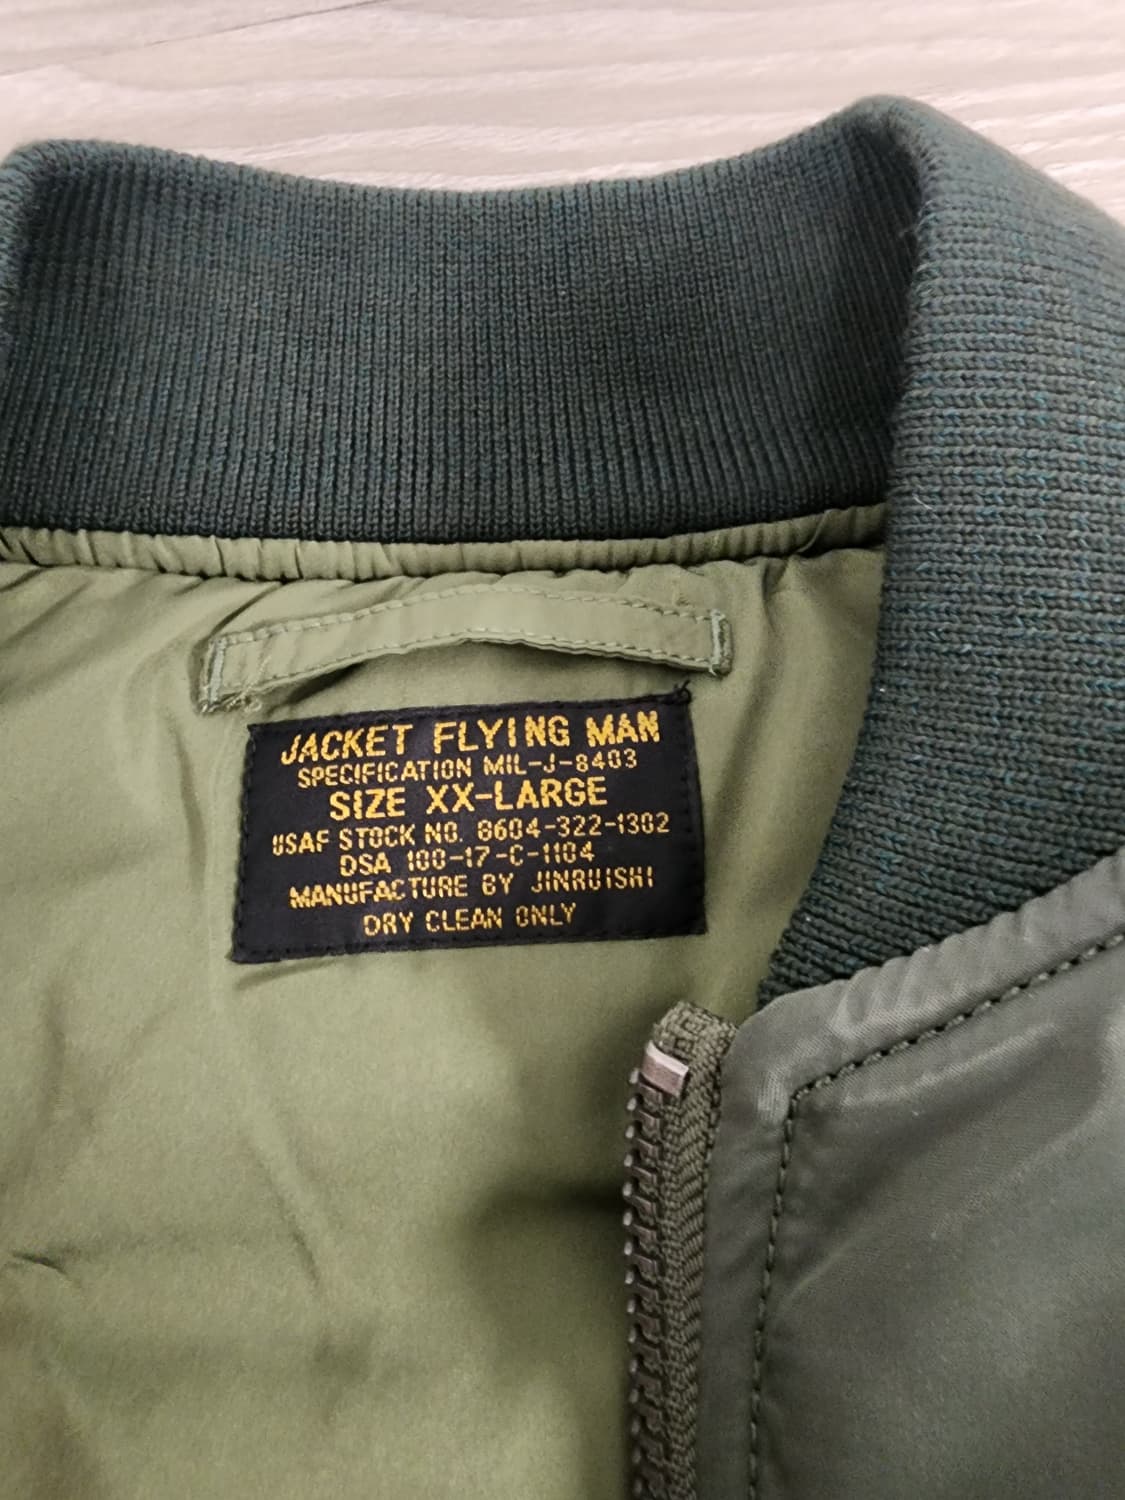 JACKET FLYING MAN
SPECIFICATION MIL-J-8403
SIZE XX-LARGE
USAF STOCK NO. 8604-322-1302
DSA 100-17-C-1104
MANUFACTURE BY JINRUISHI
DRY CLEAN ONLY